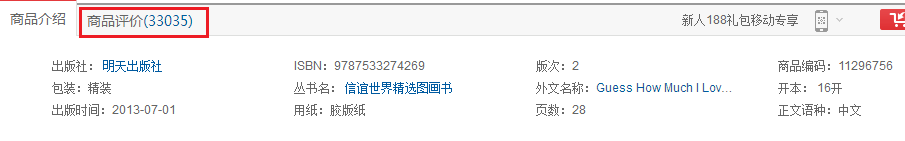 商品介绍 商品评价(33035) 新人188礼包移动专享
出版社：明天出版社 ISBN：9787533274269 版次：2 商品编码：11296756
包装：精装 丛书名：信谊世界精选图画书 外文名称：Guess How Much I Lov... 开本：16开
出版时间：2013-07-01 用纸：胶版纸 页数：28 正文语种：中文